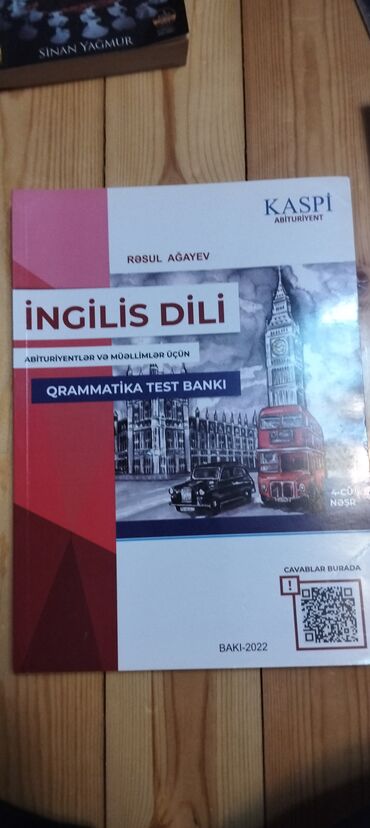 SİNAN YAĞMUR
KASPİ
ABİTURİYENT
RƏSUL AĞAYEV
İNGİLİS DİLİ
ABİTURİYENTLƏR VƏ MÜƏLLİMLƏR ÜÇÜN
QRAMMATİKA TEST BANKI
4-CÜ
NƏŞR
CAVABLAR BURADA
!
BAKI-2022